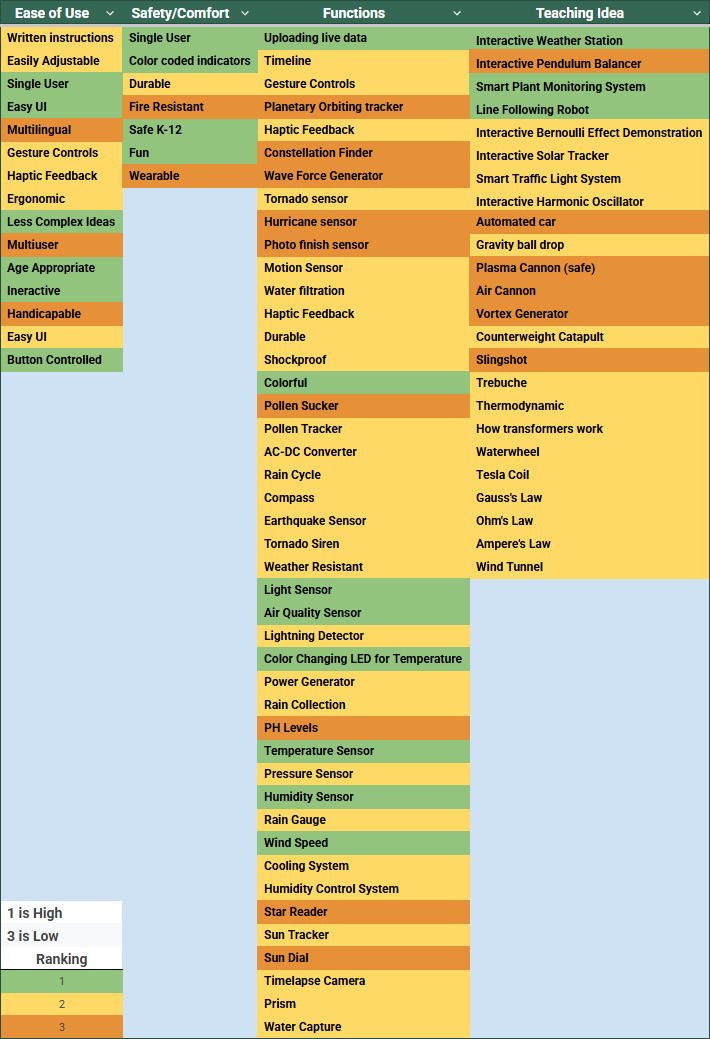 Ease of Use
Safety/Comfort
Functions
Teaching Idea
Written instructions
Easily Adjustable
Single User
Easy UI
Multilingual
Gesture Controls
Haptic Feedback
Ergonomic
Less Complex Ideas
Multiuser
Age Appropriate
Ineractive
Handicapable
Easy UI
Button Controlled
1 is High
3 is Low
Ranking
1
2
3
Single User
Color coded indicators
Durable
Fire Resistant
Safe K-12
Fun
Wearable
Uploading live data
Timeline
Gesture Controls
Planetary Orbiting tracker
Haptic Feedback
Constellation Finder
Wave Force Generator
Tornado sensor
Hurricane sensor
Photo finish sensor
Motion Sensor
Water filtration
Haptic Feedback
Durable
Shockproof
Colorful
Pollen Sucker
Pollen Tracker
AC-DC Converter
Rain Cycle
Compass
Earthquake Sensor
Tornado Siren
Weather Resistant
Light Sensor
Air Quality Sensor
Lightning Detector
Color Changing LED for Temperature
Power Generator
Rain Collection
PH Levels
Temperature Sensor
Pressure Sensor
Humidity Sensor
Rain Gauge
Wind Speed
Cooling System
Humidity Control System
Star Reader
Sun Tracker
Sun Dial
Timelapse Camera
Prism
Water Capture
Interactive Weather Station
Interactive Pendulum Balancer
Smart Plant Monitoring System
Line Following Robot
Interactive Bernoulli Effect Demonstration
Interactive Solar Tracker
Smart Traffic Light System
Interactive Harmonic Oscillator
Automated car
Gravity ball drop
Plasma Cannon (safe)
Air Cannon
Vortex Generator
Counterweight Catapult
Slingshot
Trebuche
Thermodynamic
How transformers work
Waterwheel
Tesla Coil
Gauss's Law
Ohm's Law
Ampere's Law
Wind Tunnel